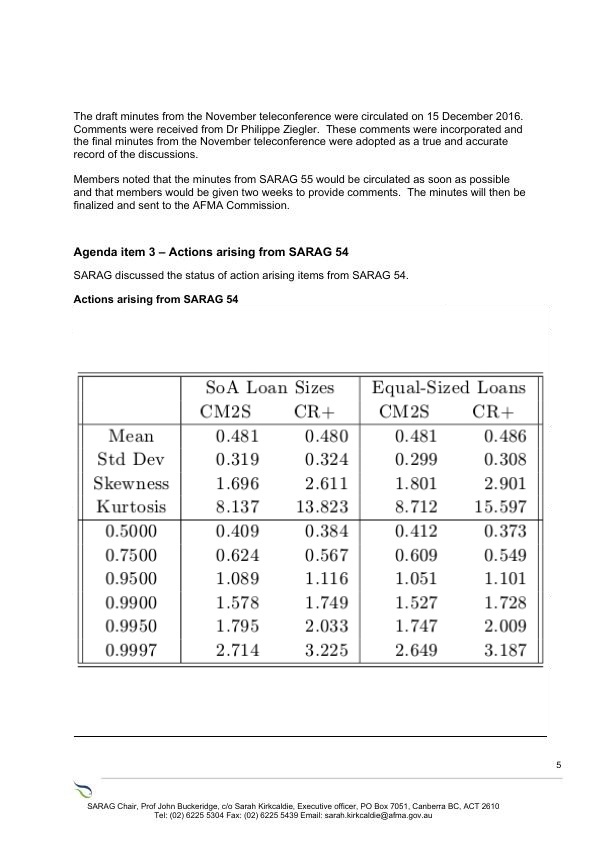 The draft minutes from the November teleconference were circulated on 15 December 2016.
Comments were received from Dr Philippe Ziegler.  These comments were incorporated and
the final minutes from the November teleconference were adopted as a true and accurate
record of the discussions.
Members noted that the minutes from SARAG 55 would be circulated as soon as possible
and that members would be given two weeks to provide comments.  The minutes will then be
finalized and sent to the AFMA Commission.
Agenda item 3 – Actions arising from SARAG 54
SARAG discussed the status of action arising items from SARAG 54.
Actions arising from SARAG 54
SoA Loan Sizes Equal-Sized Loans
CM2S CR+ CM2S CR+
Mean 0.481 0.480 0.481 0.486
Std Dev 0.319 0.324 0.299 0.308
Skewness 1.696 2.611 1.801 2.901
Kurtosis 8.137 13.823 8.712 15.597
0.5000 0.409 0.384 0.412 0.373
0.7500 0.624 0.567 0.609 0.549
0.9500 1.089 1.116 1.051 1.101
0.9900 1.578 1.749 1.527 1.728
0.9950 1.795 2.033 1.747 2.009
0.9997 2.714 3.225 2.649 3.187
5
SARAG Chair, Prof John Buckeridge, c/o Sarah Kirkcaldie, Executive officer, PO Box 7051, Canberra BC, ACT 2610
Tel: (02) 6225 5304 Fax: (02) 6225 5439 Email: sarah.kirkcaldie@afma.gov.au